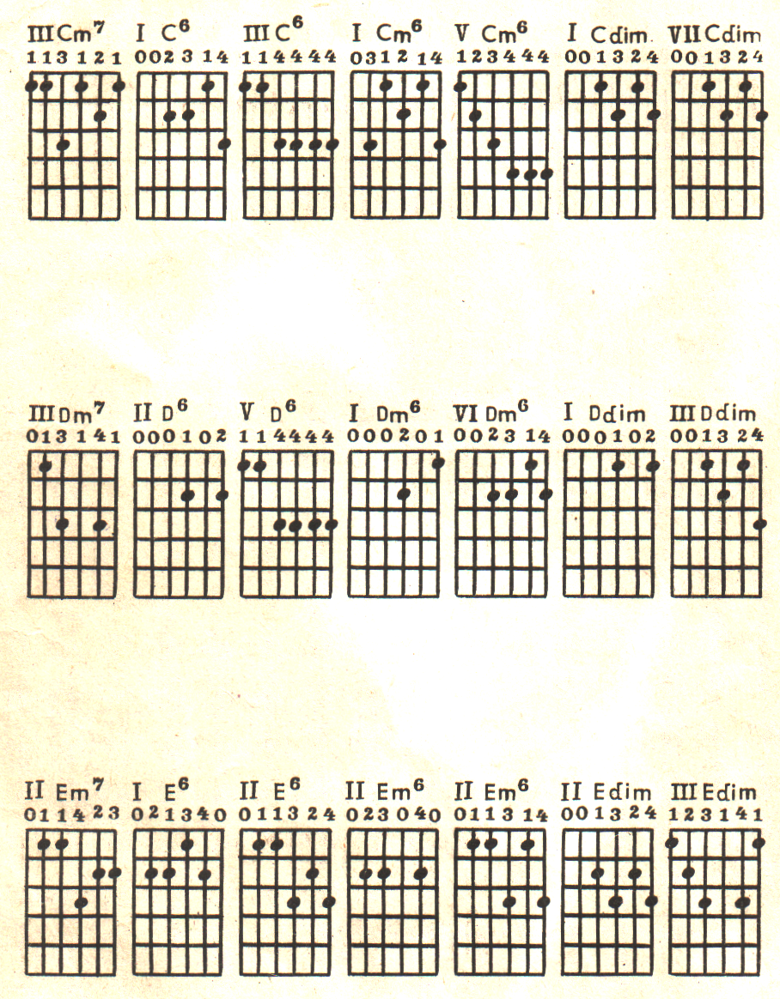 III Cm7 I C6 III C6 I Cm6 V Cm6 I Cdim. VII Cdim
113121 002314 114444 031214 123444 001324 001324
III Dm7 II D6 V D6 I Dm6 VI Dm6 I Ddim III Ddim
013141 000102 114444 000201 002314 000102 001324
II Em7 I E6 II E6 II Em6 II Em6 II Edim III Edim
011423 021340 011324 023040 011314 001324 123141